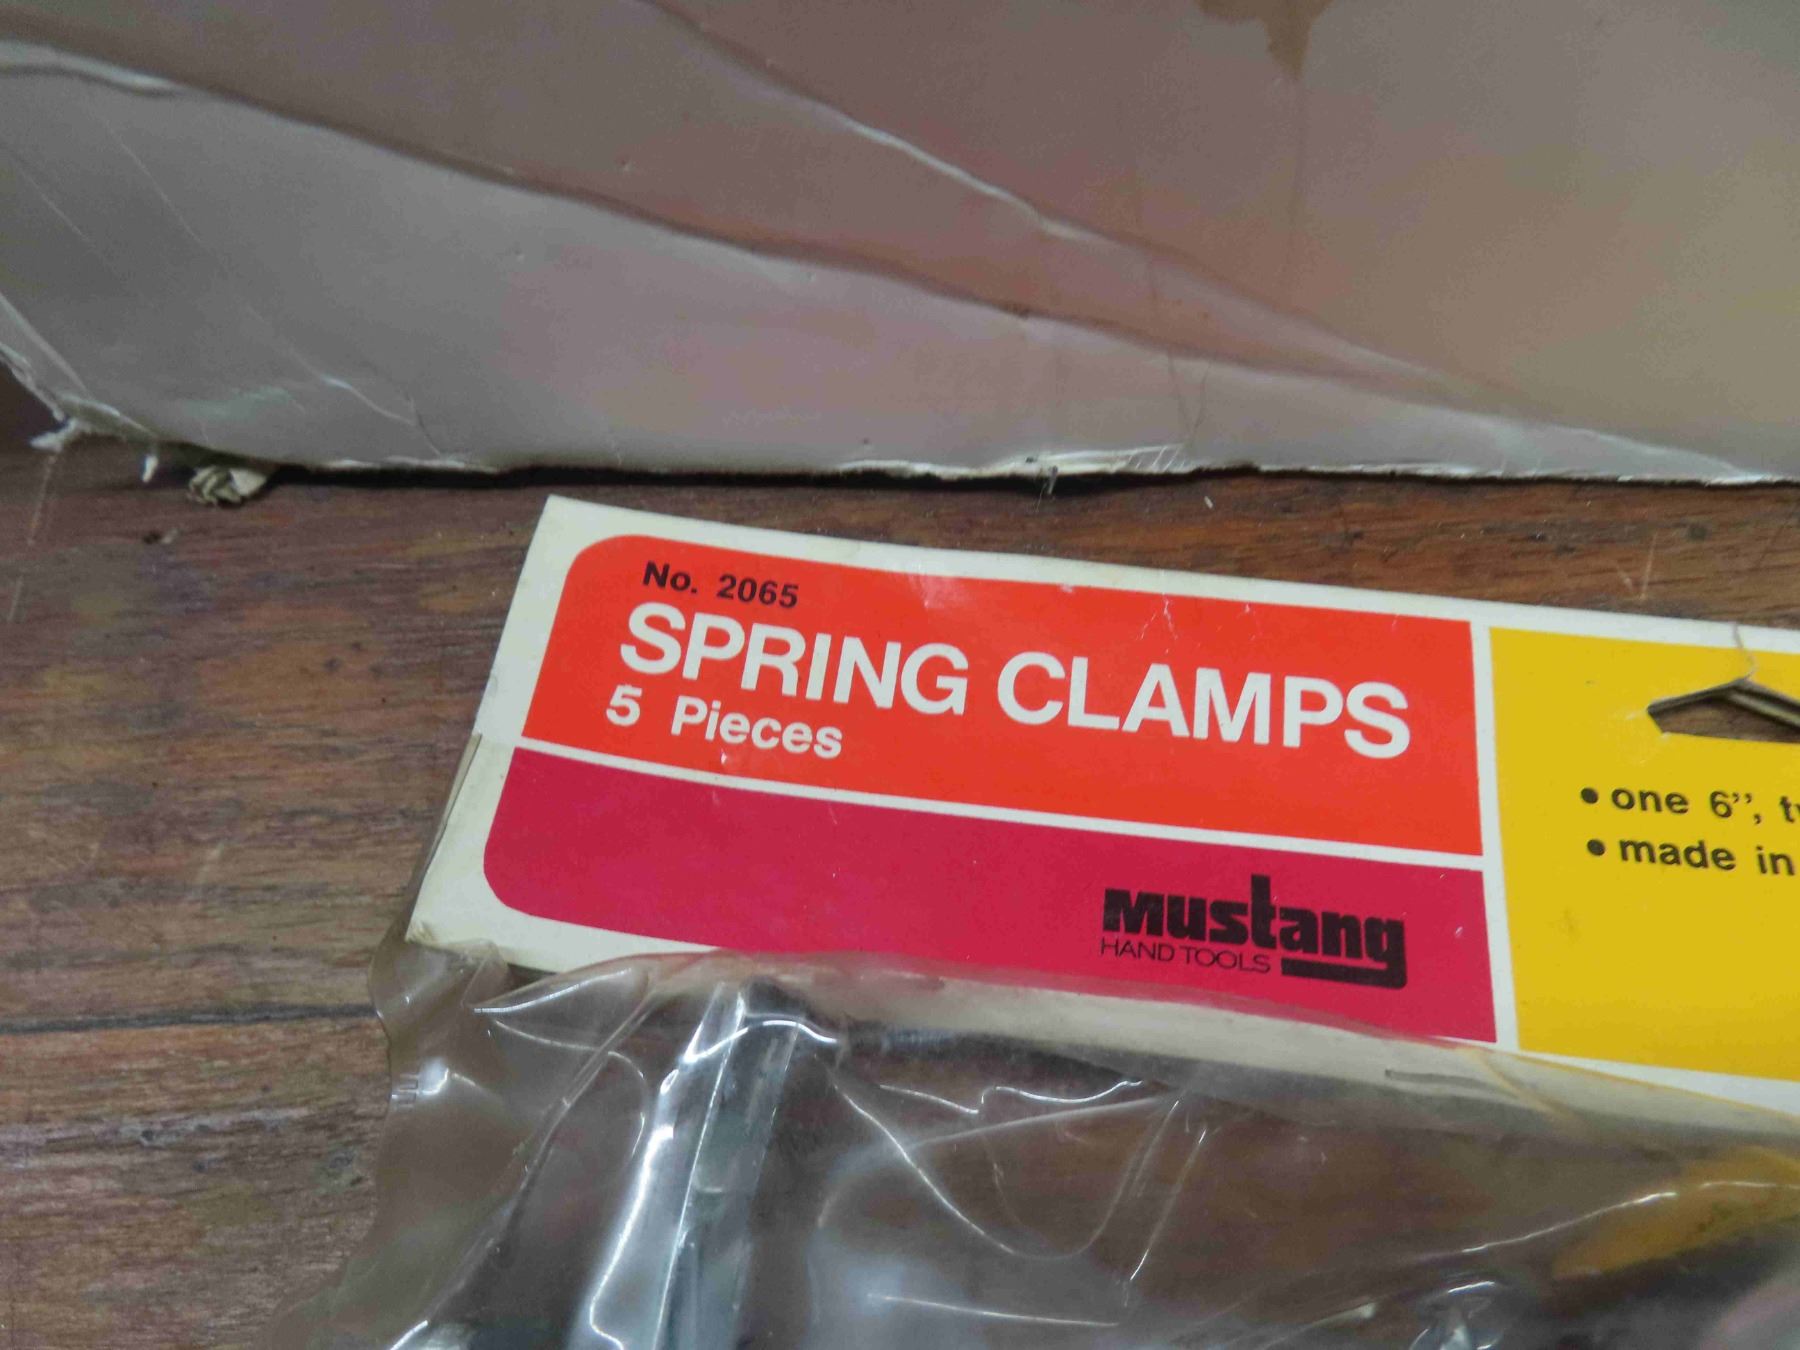 No. 2065
SPRING CLAMPS
5 Pieces
mustang
HAND TOOLS
• one 6”,
• made in